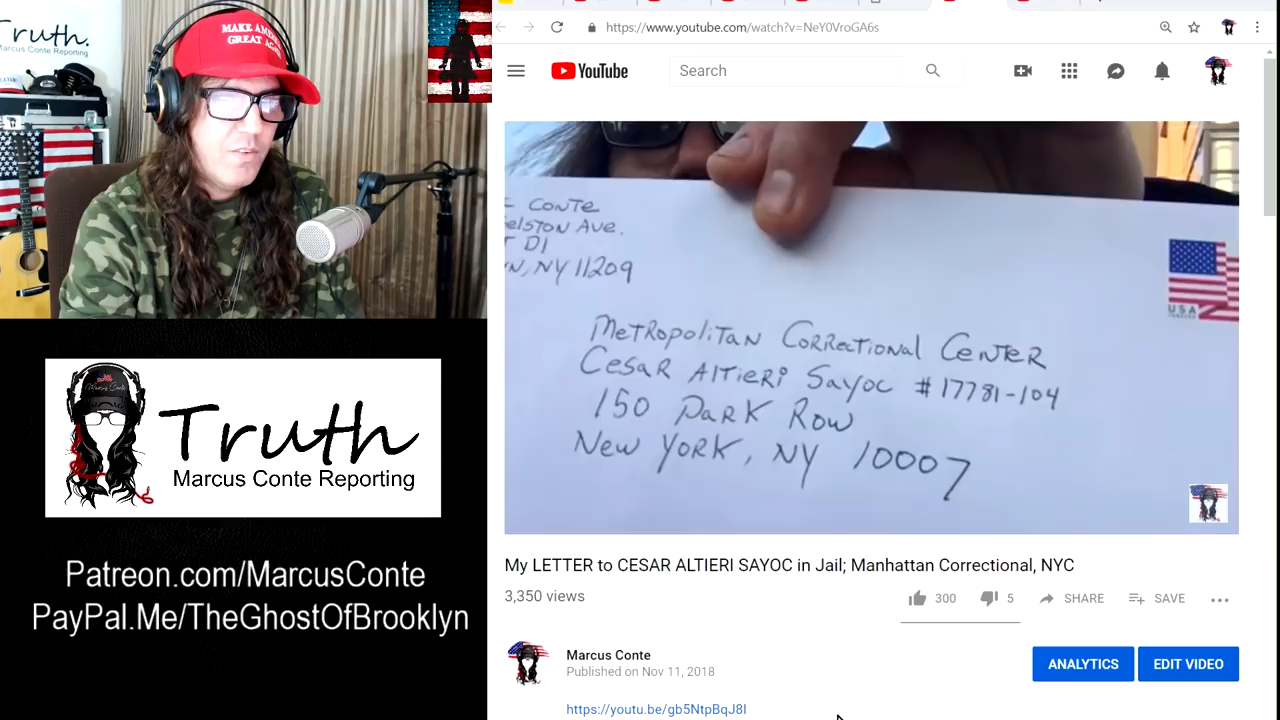 Truth.
Marcus Conte Reporting
MAKE AMERICA
GREAT AGAIN
Truth
Marcus Conte Reporting
Patreon.com/MarcusConte
PayPal.Me/TheGhostOfBrooklyn
https://www.youtube.com/watch?v=NeY0VroGA6s
YouTube
Search
CONTE
Ave.
D1
NY 11209
USA
Metropolitan Correctional Center
Cesar Altieri Sayoc #17781-104
150 Park Row
New York, NY 10007
My LETTER to CESAR ALTIERI SAYOC in Jail; Manhattan Correctional, NYC
3,350 views
300
5
SHARE
SAVE
Marcus Conte
Published on Nov 11, 2018
ANALYTICS
EDIT VIDEO
https://youtu.be/gb5NtpBqJ8I